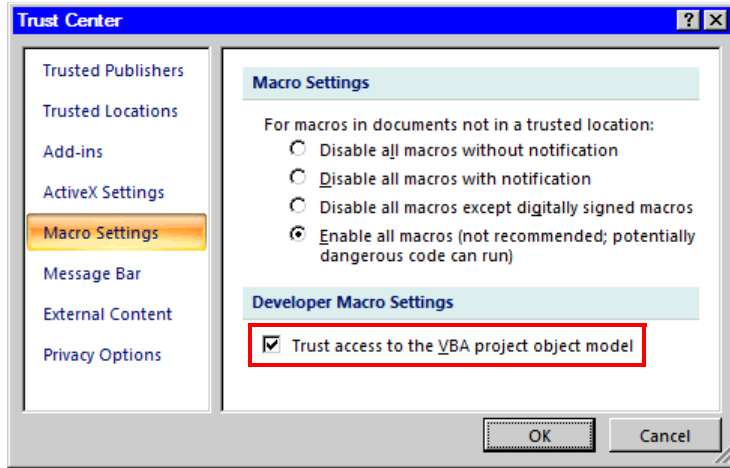 Trust Center
Trusted Publishers
Trusted Locations
Add-ins
ActiveX Settings
Macro Settings
Message Bar
External Content
Privacy Options
Macro Settings
For macros in documents not in a trusted location:
Disable all macros without notification
Disable all macros with notification
Disable all macros except digitally signed macros
Enable all macros (not recommended; potentially
dangerous code can run)
Developer Macro Settings
Trust access to the VBA project object model
OK
Cancel